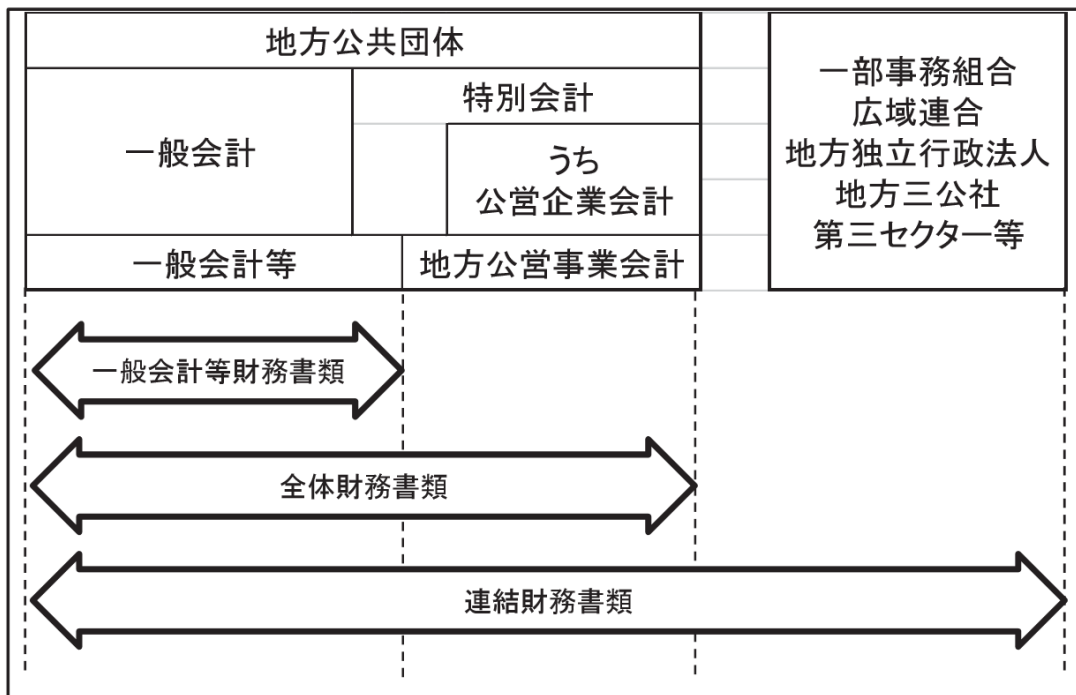 地方公共団体
一般会計
特別会計
うち
公営企業会計
一般会計等
地方公営事業会計
一部事務組合
広域連合
地方独立行政法人
地方三公社
第三セクター等
一般会計等財務書類
全体財務書類
連結財務書類